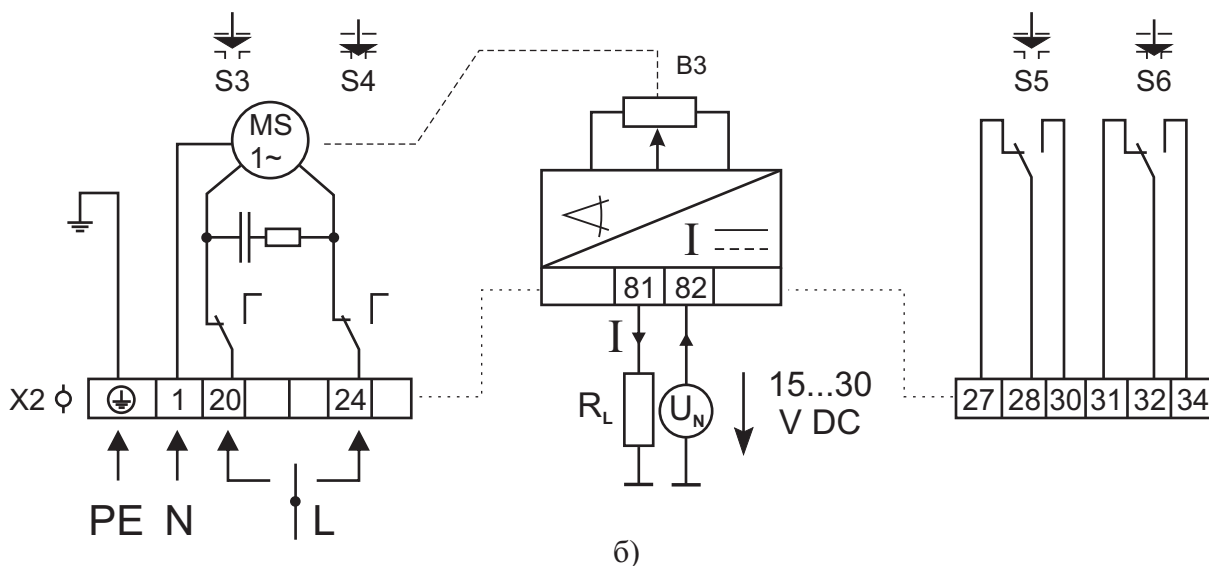 S3 S4 B3 S5 S6
MS
1~
I
81 82
I
X2 1 20 24
R_L U_N 15...30
V DC
27 28 30 31 32 34
PE N L
б)